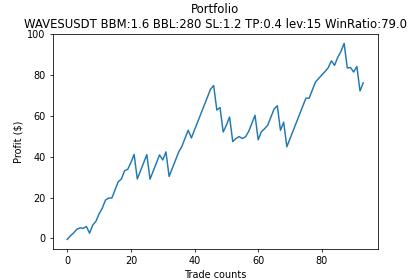 Portfolio
WAVESUSDT BBM:1.6 BBL:280 SL:1.2 TP:0.4 lev:15 WinRatio:79.0
100
80
60
40
20
0
Profit ($)
0 20 40 60 80
Trade counts